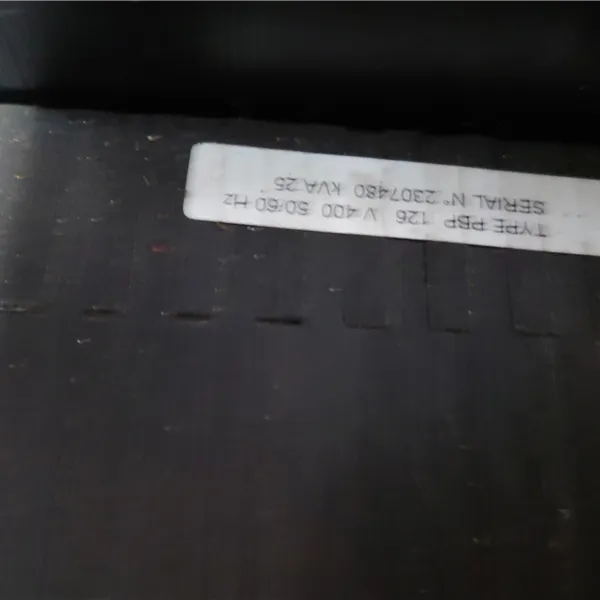 TYPE PBP 126 V 400 50/60 Hz
SERIAL N° 2307480 kVA 25